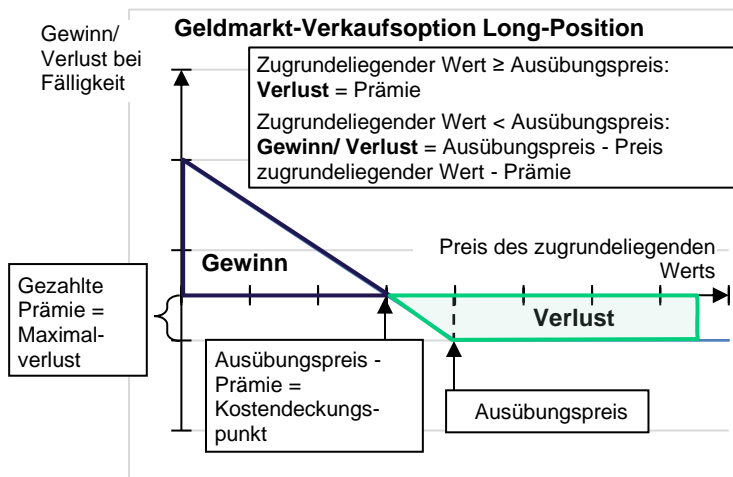 Gewinn/
Verlust bei
Fälligkeit
Geldmarkt-Verkaufsoption Long-Position
Zugrundeliegender Wert ≥ Ausübungspreis:
Verlust = Prämie
Zugrundeliegender Wert < Ausübungspreis:
Gewinn/ Verlust = Ausübungspreis - Preis
zugrundeliegender Wert - Prämie
Preis des zugrundeliegenden
Werts
Gewinn
Verlust
Gezahlte
Prämie =
Maximal-
verlust
Ausübungspreis -
Prämie =
Kostendeckungs-
punkt
Ausübungspreis